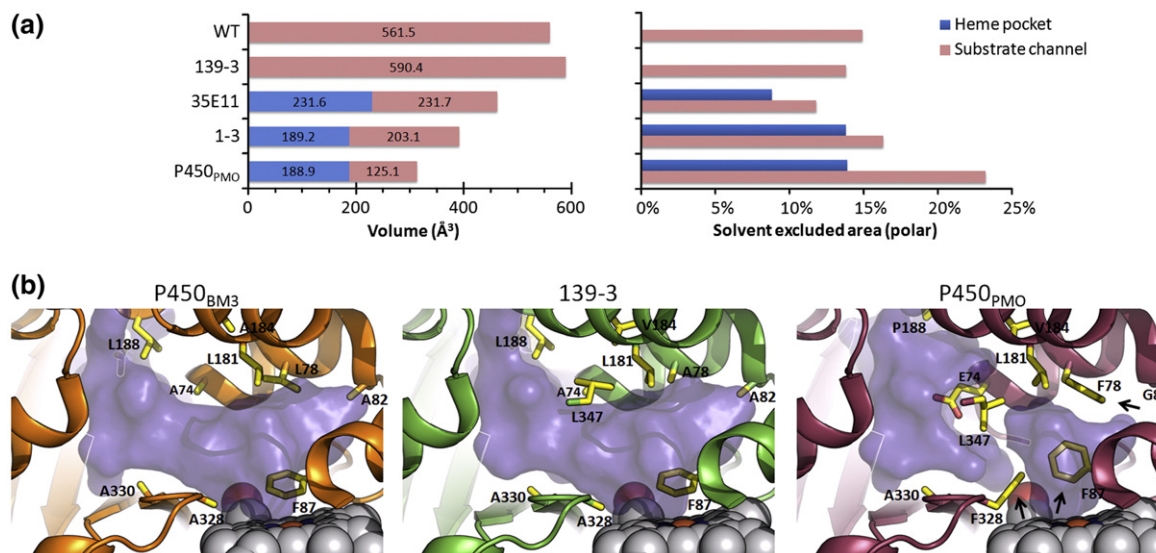 (a)
WT 561.5
139-3 590.4
35E11 231.6 231.7
1-3 189.2 203.1
P450PMO 188.9 125.1
0 200 400 600
Volume (Å³)
Heme pocket
Substrate channel
0% 5% 10% 15% 20% 25%
Solvent excluded area (polar)
(b)
P450BM3
A184
L188
L181
L78
A74
A82
A330
A328
F87
139-3
L188
V184
L181
A78
A74
A82
L347
A330
A328
F87
P450PMO
P188
V184
L181
E74
F78
G8
L347
A330
F328
F87